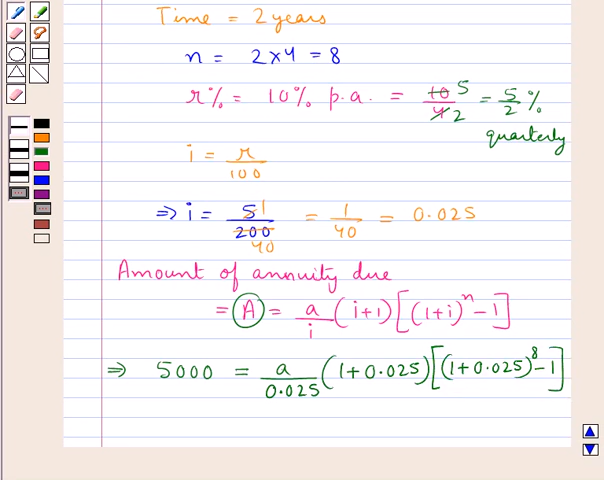 Time = 2 years
n = 2 × 4 = 8
r% = 10% p.a. = 10/4 5/2 = 5/2 %
quarterly
i = r/100
⇒ i = 5/200 1/40 = 1/40 = 0.025
Amount of annuity due
= A = a/i (i+1) [(1+i)^n - 1]
⇒ 5000 = a/0.025 (1+0.025) [(1+0.025)^8 - 1]